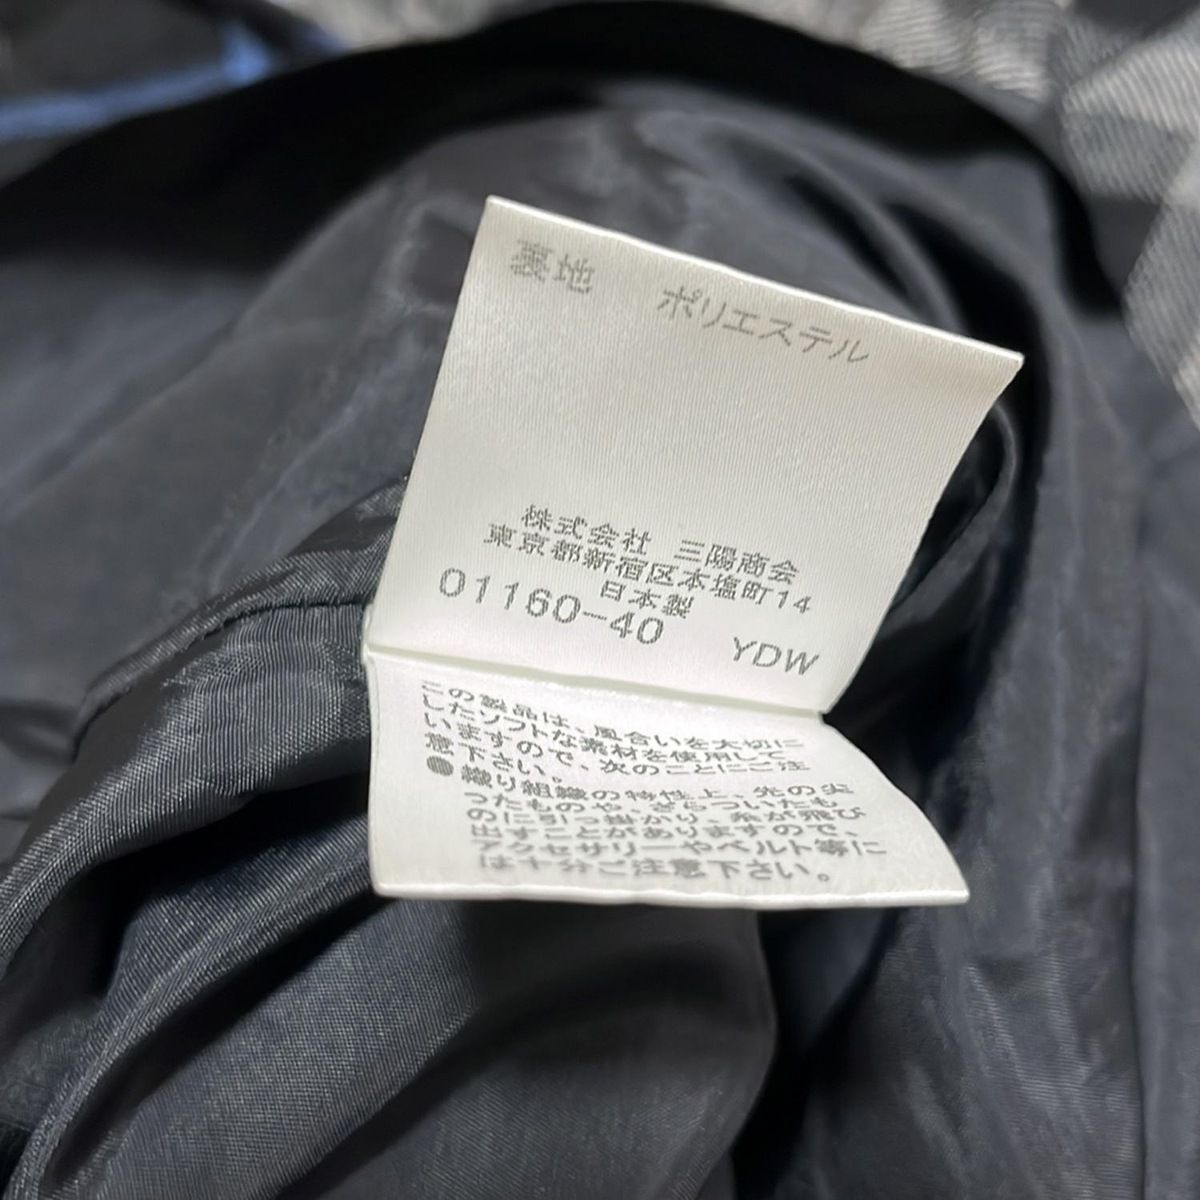 裏地 ポリエステル
株式会社 三陽商会
東京都新宿区本塩町14
日本製
01160-40 YDW
この製品は、風合いを大切に
したソフトな素材を使用して
いますので、次のことにご注
意下さい。
●撚り組織の特性上、先の尖
ったものや、ざらついたも
のに引っ掛かり、糸が飛び
出すことがありますので、
アクセサリーやベルト等に
は十分ご注意下さい。